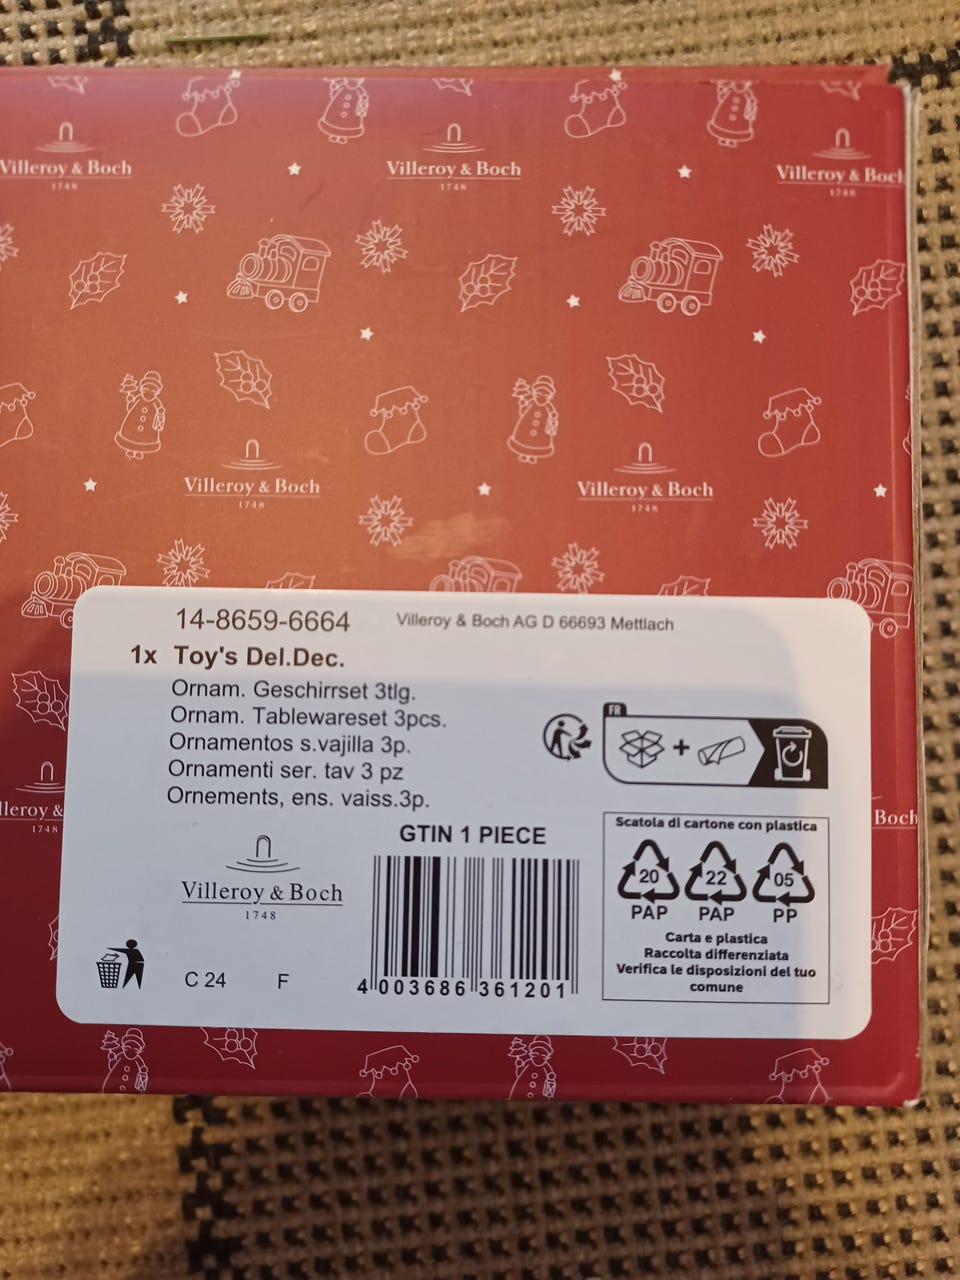 Villeroy & Boch
1748
Villeroy & Boch
1748
Villeroy & Boch
1748
Villeroy & Boch
1748
Villeroy & Boch
1748
14-8659-6664
Villeroy & Boch AG D 66693 Mettlach
1x Toy's Del.Dec.
Ornam. Geschirrset 3tlg.
Ornam. Tablewareset 3pcs.
Ornamentos s.vajilla 3p.
Ornamenti ser. tav 3 pz
Ornements, ens. vaiss.3p.
FR
+
lleroy &
1748
Boch
GTIN 1 PIECE
Villeroy & Boch
1748
C 24 F
4 003686 361201
Scatola di cartone con plastica
20 22 05
PAP PAP PP
Carta e plastica
Raccolta differenziata
Verifica le disposizioni del tuo
comune